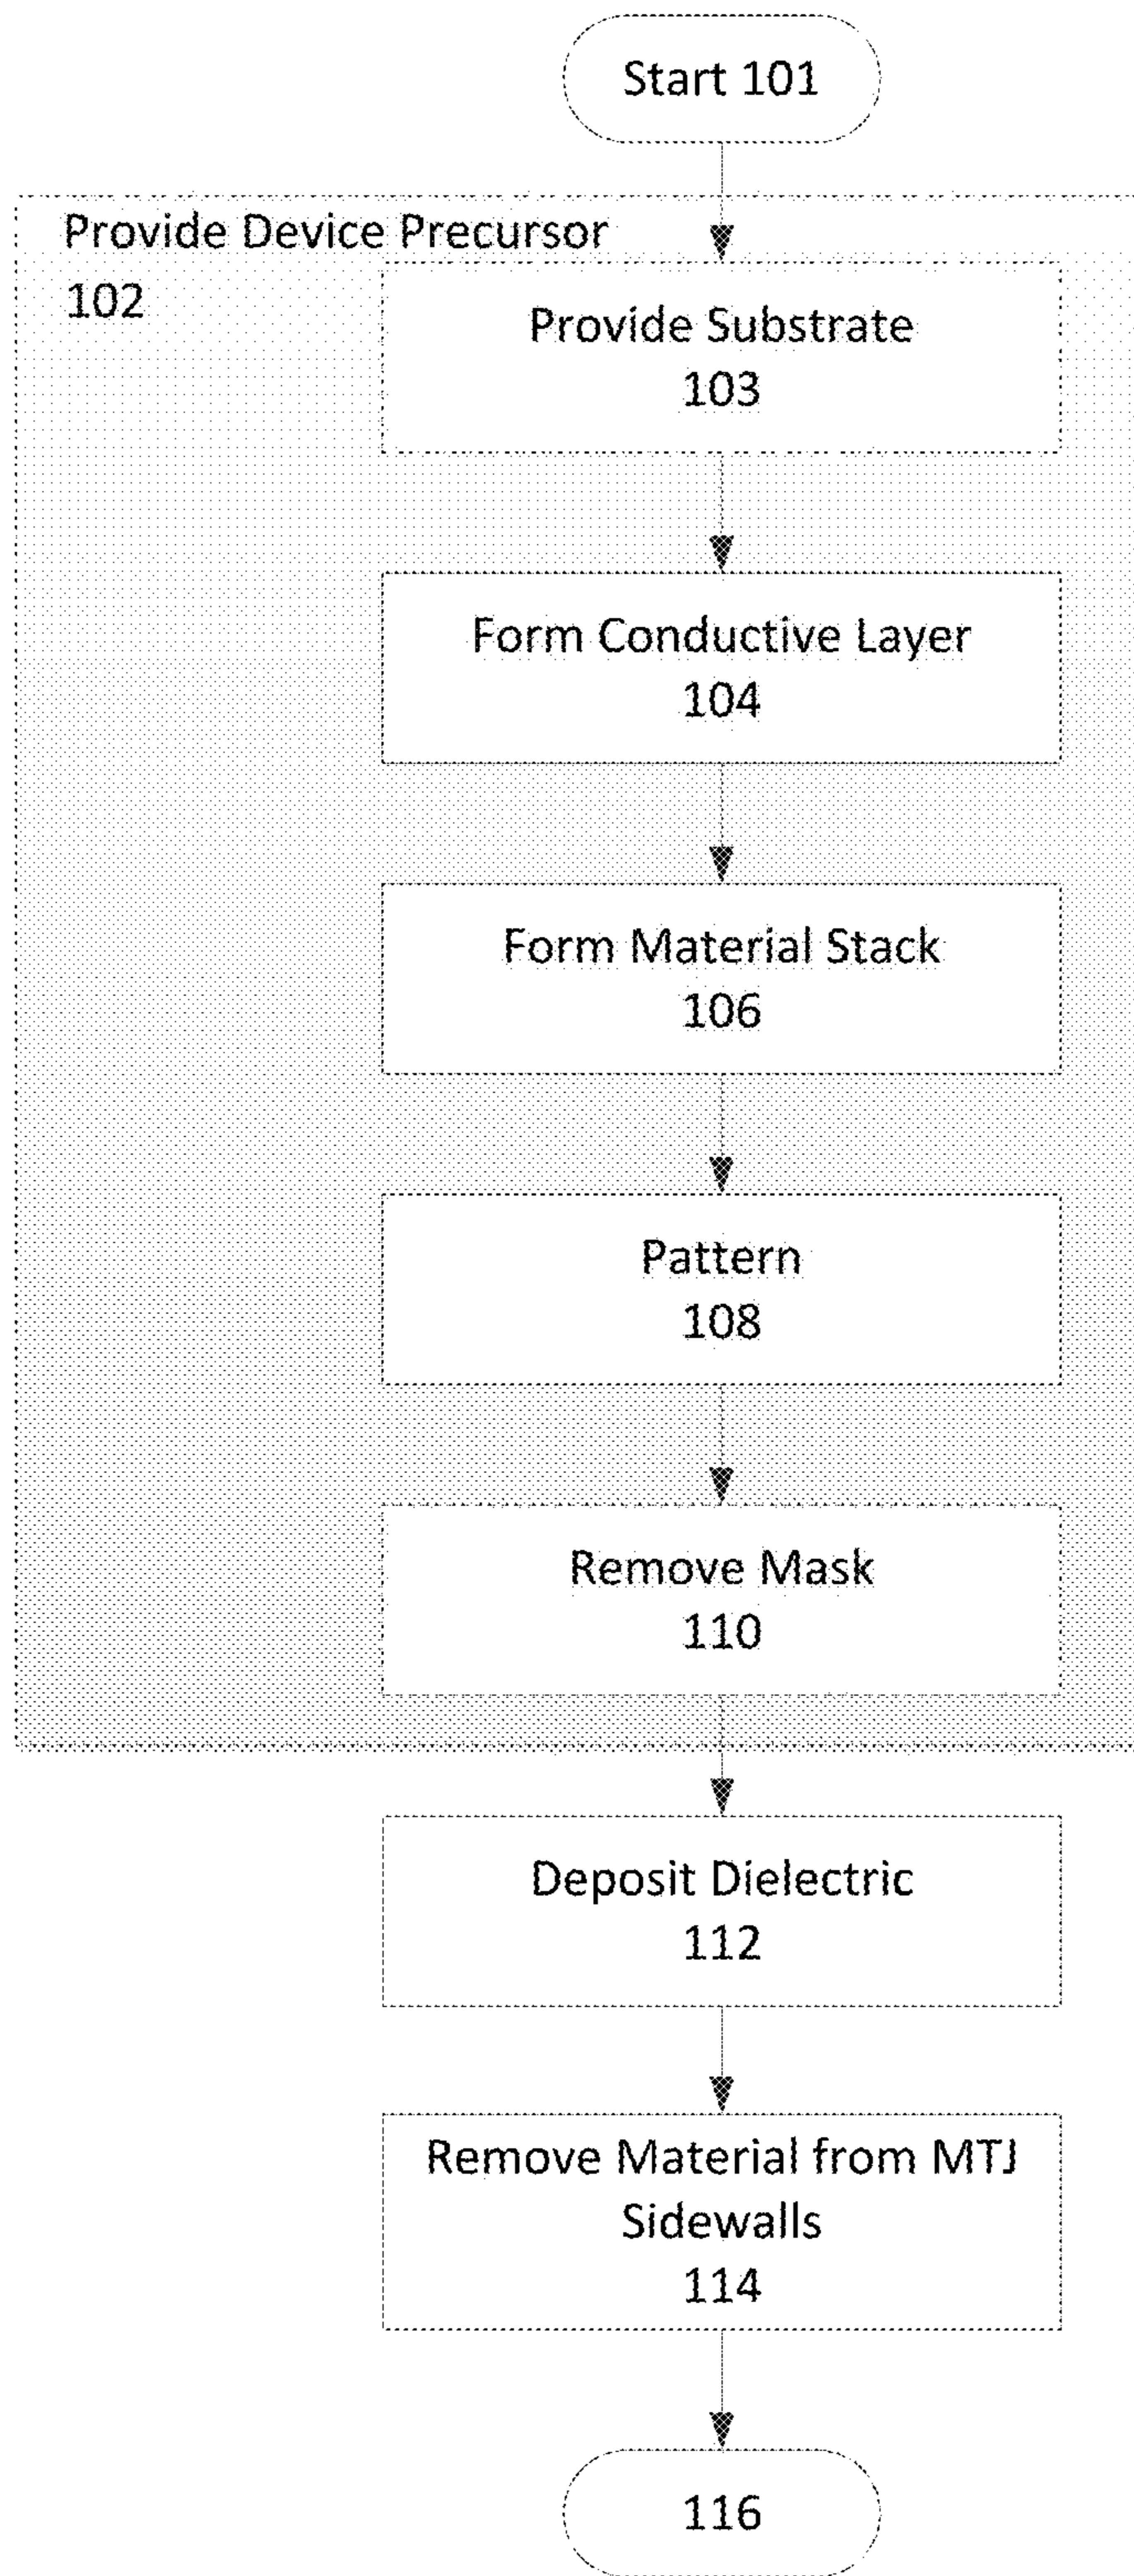 Start 101
Provide Device Precursor
102
Provide Substrate
103
Form Conductive Layer
104
Form Material Stack
106
Pattern
108
Remove Mask
110
Deposit Dielectric
112
Remove Material from MTJ
Sidewalls
114
116